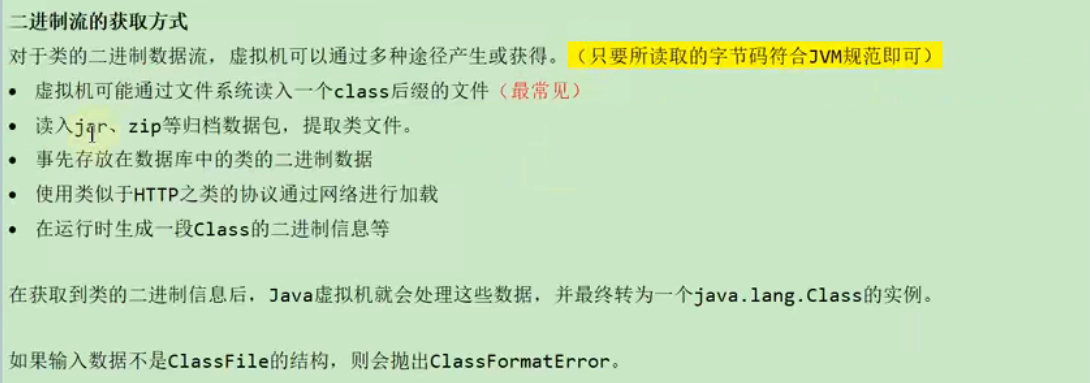 二进制流的获取方式
对于类的二进制数据流，虚拟机可以通过多种途径产生或获得。（只要所读取的字节码符合JVM规范即可）
• 虚拟机可能通过文件系统读入一个class后缀的文件（最常见）
• 读入jar、zip等归档数据包，提取类文件。
• 事先存放在数据库中的类的二进制数据
• 使用类似于HTTP之类的协议通过网络进行加载
• 在运行时生成一段Class的二进制信息等
在获取到类的二进制信息后，Java虚拟机就会处理这些数据，并最终转为一个java.lang.Class的实例。
如果输入数据不是ClassFile的结构，则会抛出ClassFormatError。